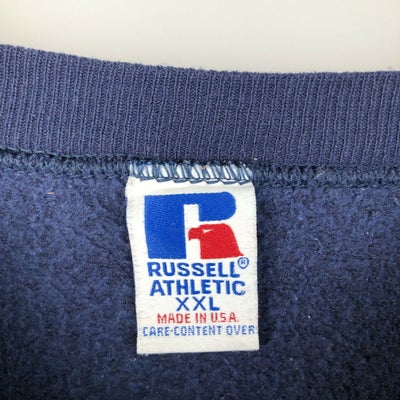 R
RUSSELL®
ATHLETIC
XXL
MADE IN U.S.A.
CARE-CONTENT OVER